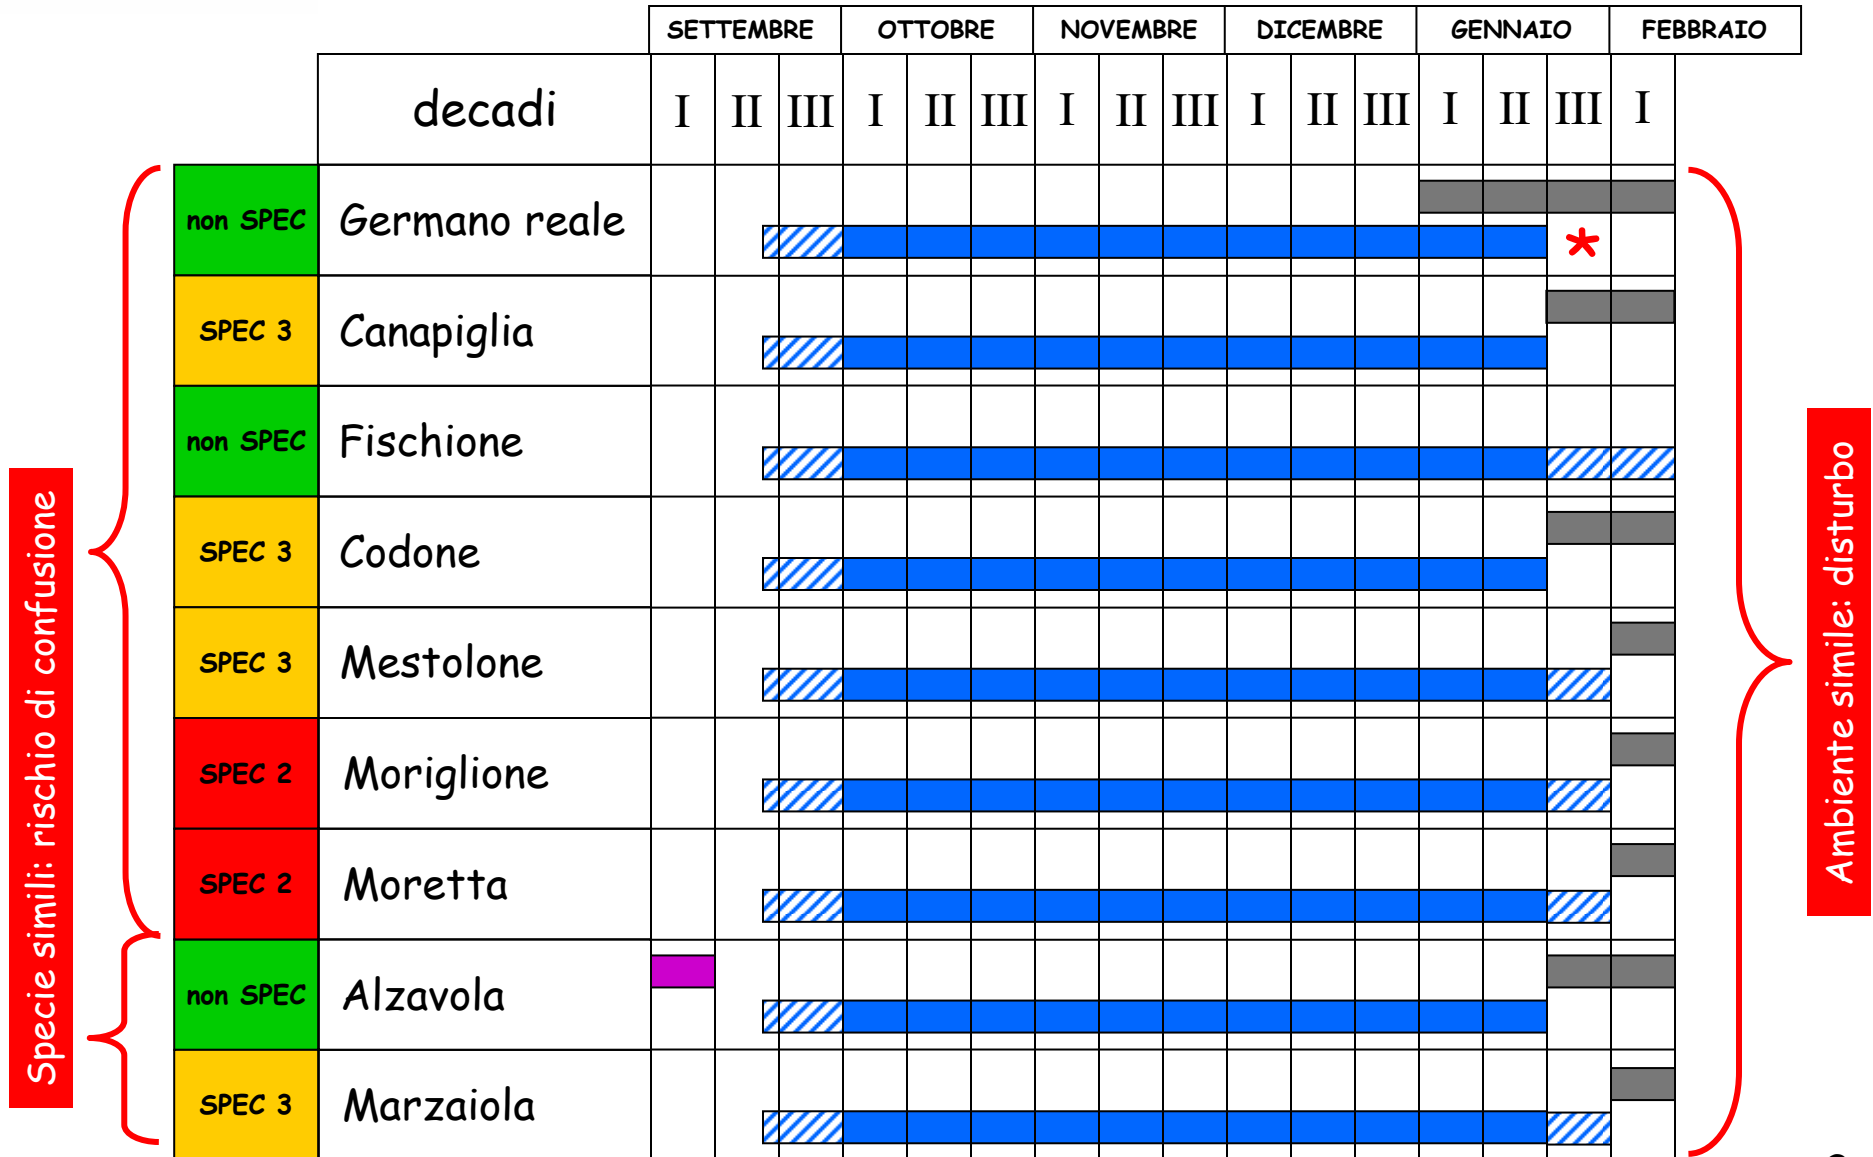 SETTEMBRE OTTOBRE NOVEMBRE DICEMBRE GENNAIO FEBBRAIO
decadi I II III I II III I II III I II III I II III I
non SPEC Germano reale
*
SPEC 3 Canapiglia
non SPEC Fischione
SPEC 3 Codone
SPEC 3 Mestolone
SPEC 2 Moriglione
SPEC 2 Moretta
non SPEC Alzavola
SPEC 3 Marzaiola
Specie simili: rischio di confusione
Ambiente simile: disturbo